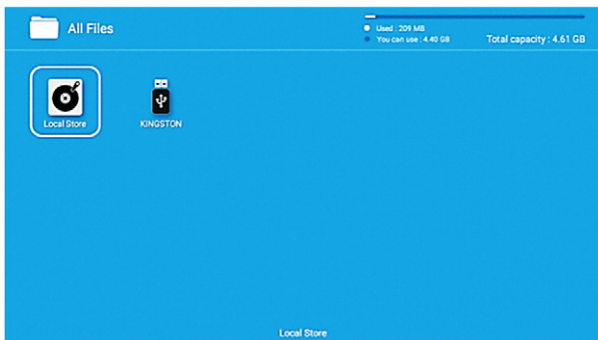 All Files
Used : 209 MB
You can use : 4.40 GB
Total capacity : 4.61 GB
Local Store
KINGSTON
Local Store